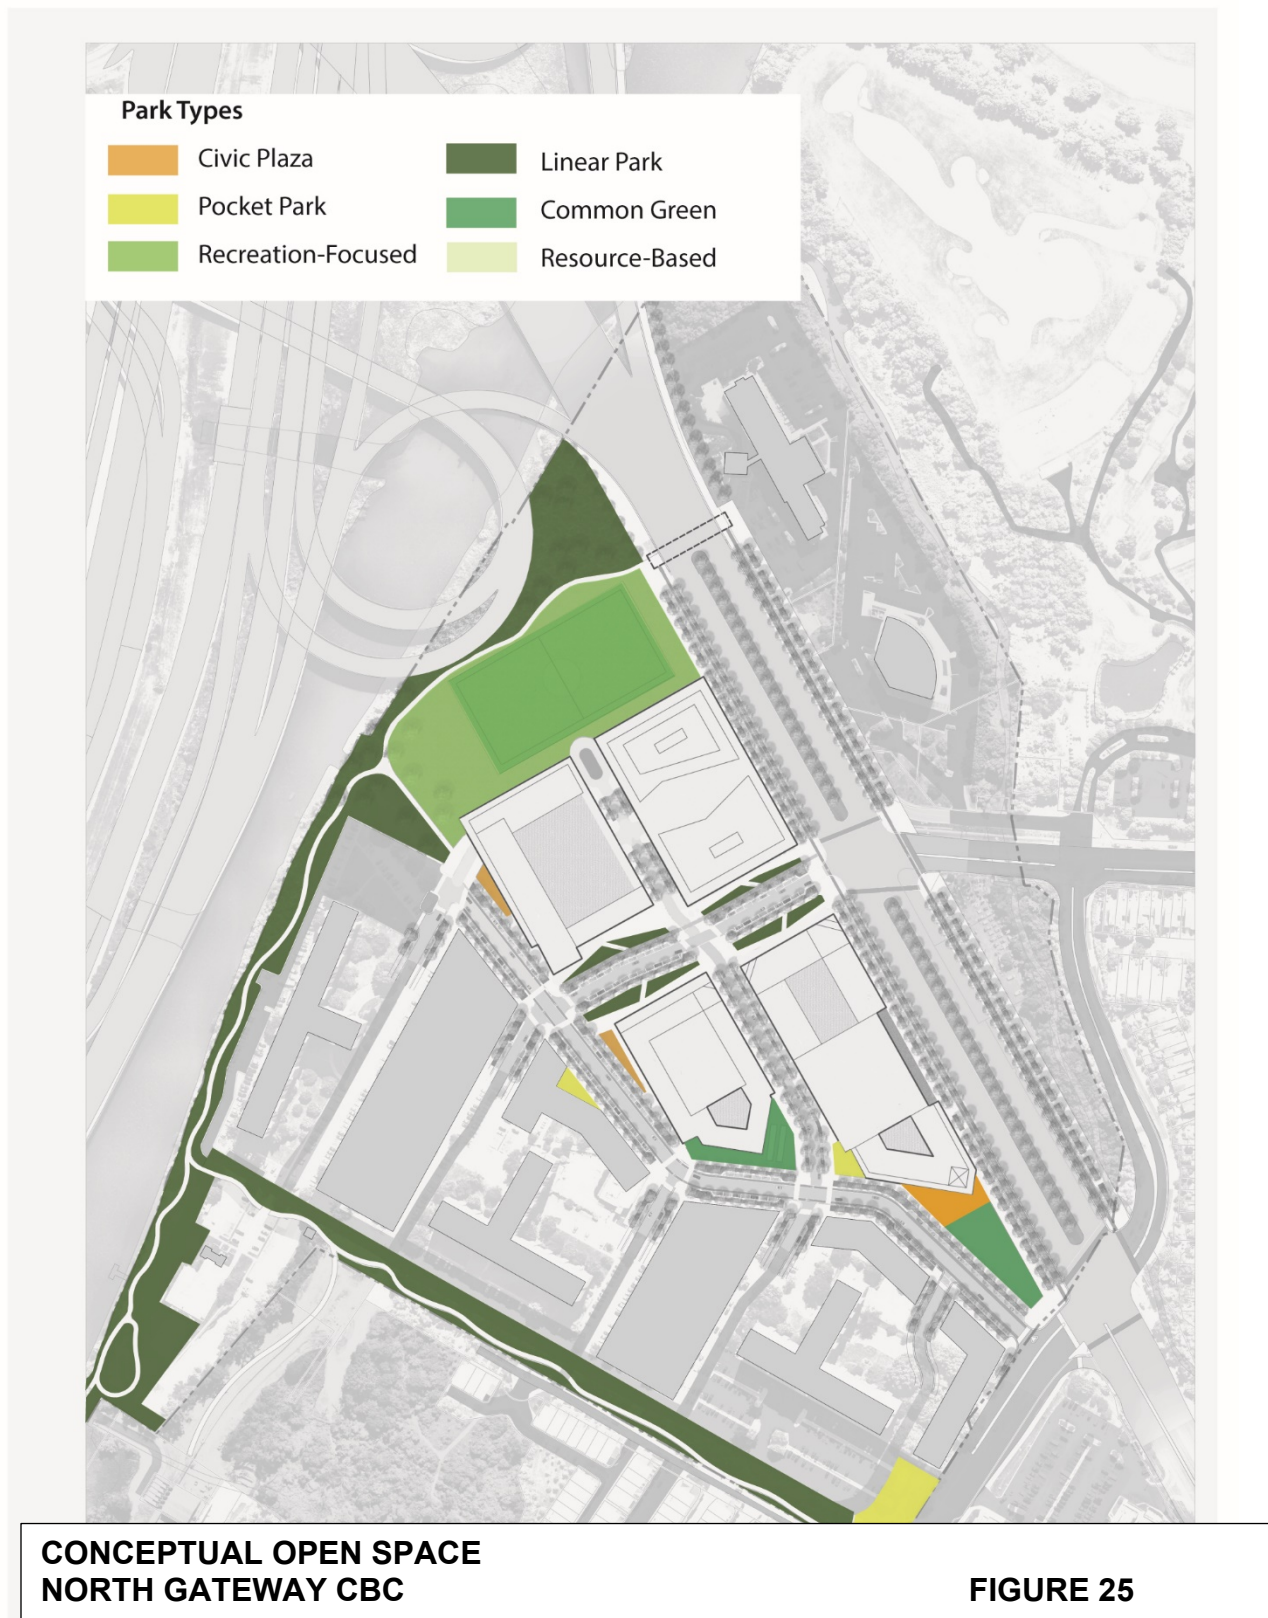 Park Types
Civic Plaza
Pocket Park
Recreation-Focused
Linear Park
Common Green
Resource-Based
CONCEPTUAL OPEN SPACE
NORTH GATEWAY CBC
FIGURE 25